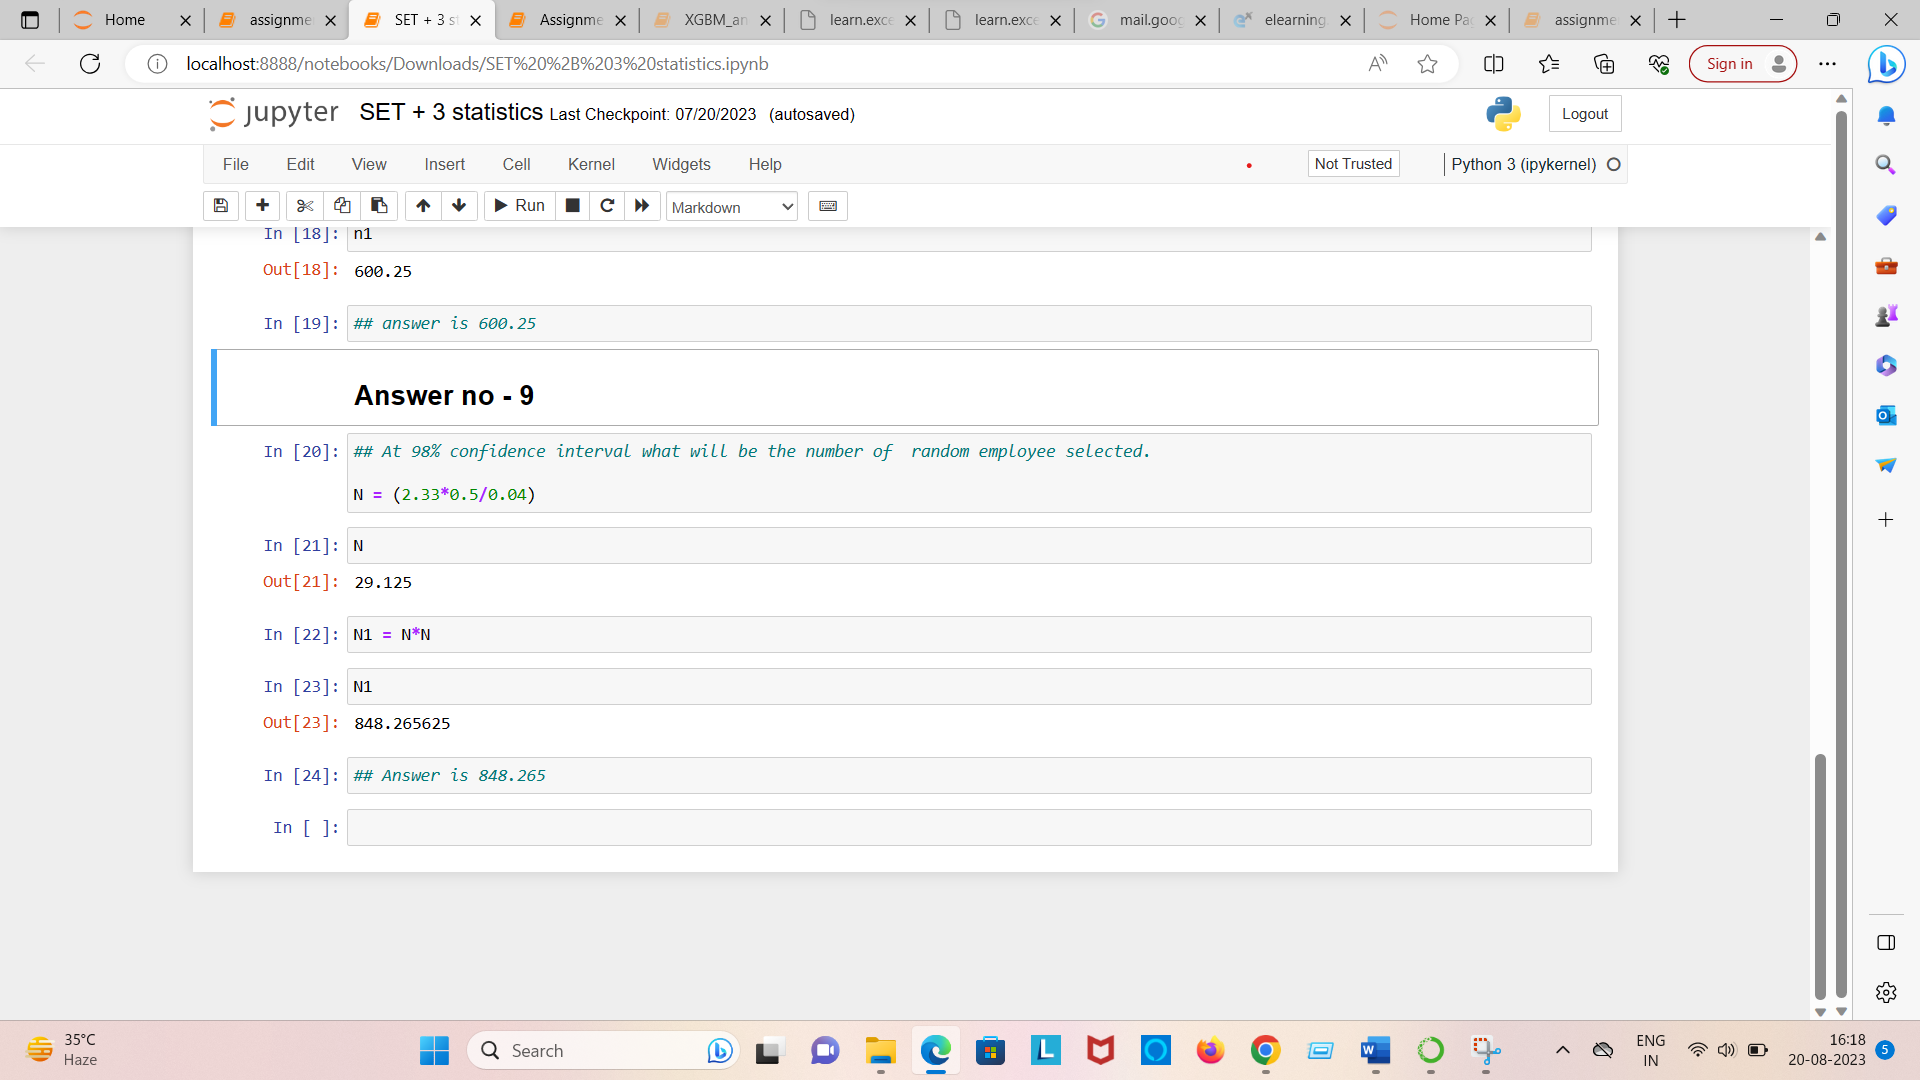 Home
assignme
SET + 3 st
Assignme
XGBM_an
learn.exce
learn.exce
mail.goog
elearning
Home Pag
assignme
localhost:8888/notebooks/Downloads/SET%20%2B%203%20statistics.ipynb
Sign in
jupyter SET + 3 statistics Last Checkpoint: 07/20/2023 (autosaved)
Logout
File Edit View Insert Cell Kernel Widgets Help
Not Trusted
Python 3 (ipykernel)
Run
Markdown
In [18]: n1
Out[18]: 600.25
In [19]: ## answer is 600.25
Answer no - 9
In [20]: ## At 98% confidence interval what will be the number of  random employee selected.
N = (2.33*0.5/0.04)
In [21]: N
Out[21]: 29.125
In [22]: N1 = N*N
In [23]: N1
Out[23]: 848.265625
In [24]: ## Answer is 848.265
In [ ]:
35°C
Haze
Search
ENG
IN
16:18
20-08-2023
5